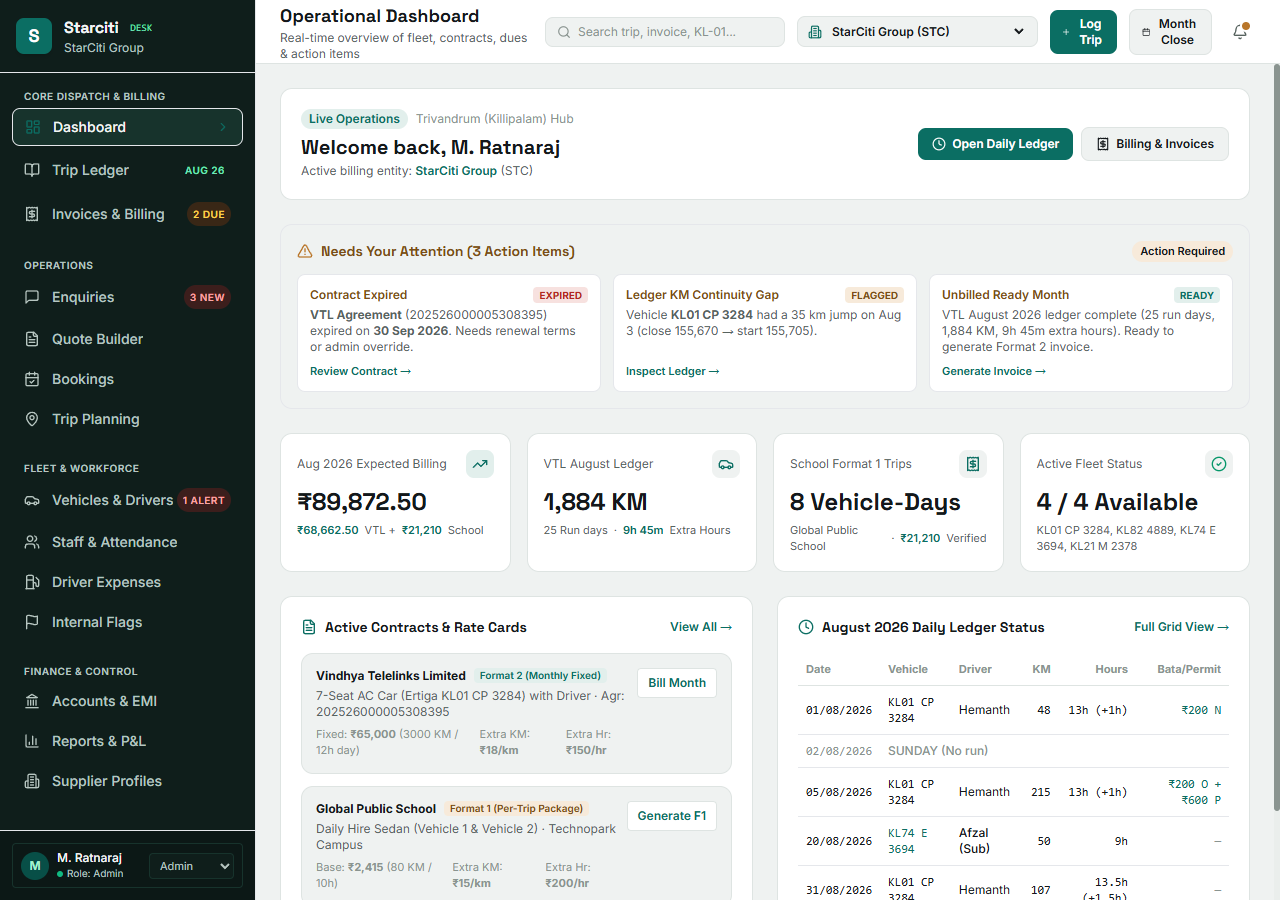 S
Starciti DESK
StarCiti Group
CORE DISPATCH & BILLING
Dashboard
Trip Ledger AUG 26
Invoices & Billing 2 DUE
OPERATIONS
Enquiries 3 NEW
Quote Builder
Bookings
Trip Planning
FLEET & WORKFORCE
Vehicles & Drivers 1 ALERT
Staff & Attendance
Driver Expenses
Internal Flags
FINANCE & CONTROL
Accounts & EMI
Reports & P&L
Supplier Profiles
M
M. Ratnaraj
Role: Admin
Admin
Operational Dashboard
Real-time overview of fleet, contracts, dues
& action items
Search trip, invoice, KL-01...
StarCiti Group (STC)
+ Log
Trip
Month
Close
Live Operations Trivandrum (Killipalam) Hub
Welcome back, M. Ratnaraj
Active billing entity: StarCiti Group (STC)
Open Daily Ledger
Billing & Invoices
Needs Your Attention (3 Action Items)
Action Required
Contract Expired EXPIRED
VTL Agreement (202526000005308395)
expired on 30 Sep 2026. Needs renewal terms
or admin override.
Review Contract →
Ledger KM Continuity Gap FLAGGED
Vehicle KL01 CP 3284 had a 35 km jump on Aug
3 (close 155,670 → start 155,705).
Inspect Ledger →
Unbilled Ready Month READY
VTL August 2026 ledger complete (25 run days,
1,884 KM, 9h 45m extra hours). Ready to
generate Format 2 invoice.
Generate Invoice →
Aug 2026 Expected Billing
₹89,872.50
₹68,662.50 VTL + ₹21,210 School
VTL August Ledger
1,884 KM
25 Run days · 9h 45m Extra Hours
School Format 1 Trips
8 Vehicle-Days
Global Public
School
· ₹21,210 Verified
Active Fleet Status
4 / 4 Available
KL01 CP 3284, KL82 4889, KL74 E
3694, KL21 M 2378
Active Contracts & Rate Cards View All →
Vindhya Telelinks Limited Format 2 (Monthly Fixed)
7-Seat AC Car (Ertiga KL01 CP 3284) with Driver · Agr:
202526000005308395
Fixed: ₹65,000 (3000 KM /
12h day)
Extra KM:
₹18/km
Extra Hr:
₹150/hr
Bill Month
Global Public School Format 1 (Per-Trip Package)
Daily Hire Sedan (Vehicle 1 & Vehicle 2) · Technopark
Campus
Base: ₹2,415 (80 KM /
10h)
Extra KM:
₹15/km
Extra Hr:
₹200/hr
Generate F1
August 2026 Daily Ledger Status Full Grid View →
Date Vehicle Driver KM Hours Bata/Permit
01/08/2026 KL01 CP
3284 Hemanth 48 13h (+1h) ₹200 N
02/08/2026 SUNDAY (No run)
05/08/2026 KL01 CP
3284 Hemanth 215 13h (+1h) ₹200 O +
₹600 P
20/08/2026 KL74 E
3694 Afzal
(Sub) 50 9h —
31/08/2026 KL01 CP
3284 Hemanth 107 13.5h
(+1.5h) —